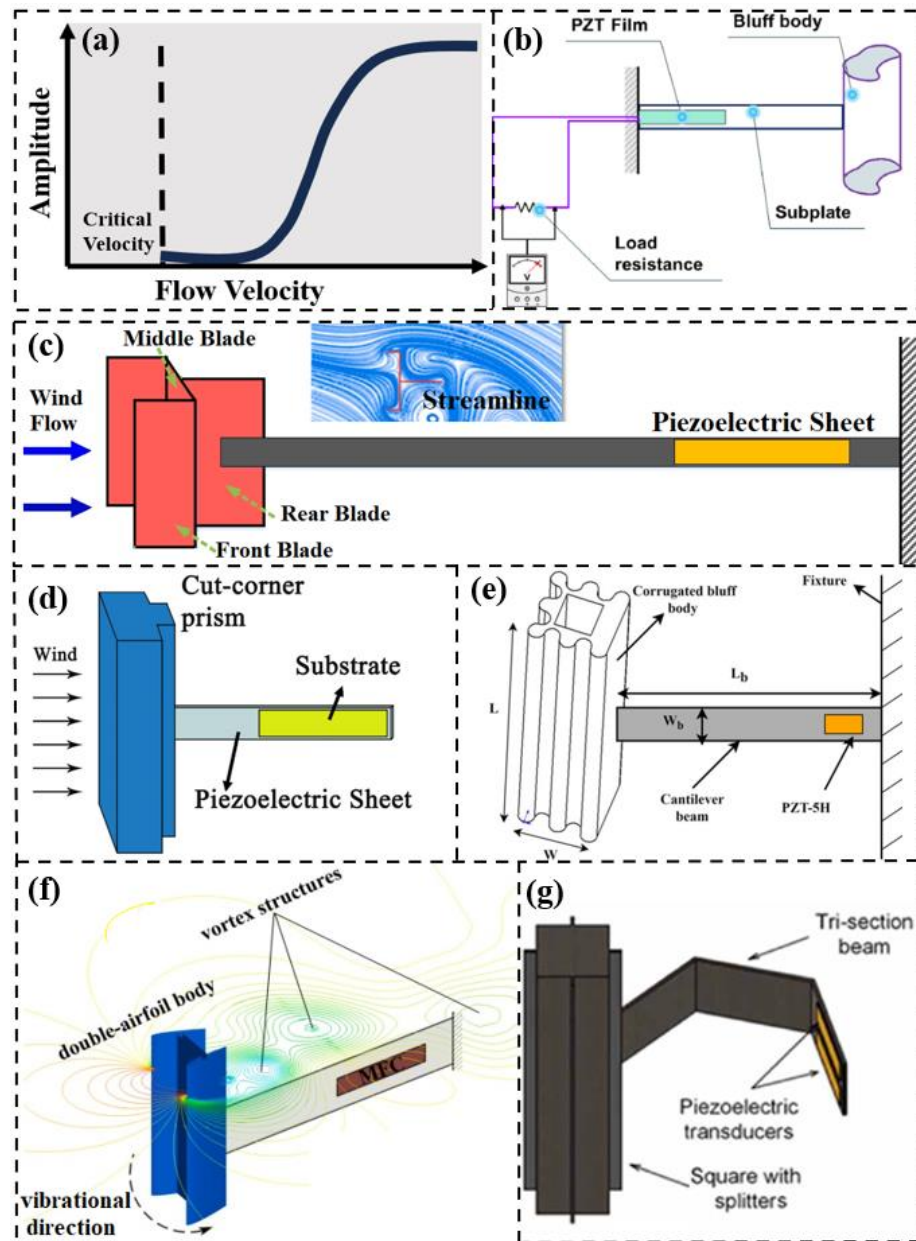 (a)
Amplitude
Critical
Velocity
Flow Velocity
(b)
PZT Film
Bluff body
Subplate
Load
resistance
V
(c)
Middle Blade
Wind
Flow
Streamline
Piezoelectric Sheet
Rear Blade
Front Blade
(d)
Cut-corner
prism
Wind
Substrate
Piezoelectric Sheet
(e)
Fixture
Corrugated bluff
body
L
Lb
Wb
Cantilever
beam
PZT-5H
W
(f)
vortex structures
double-airfoil body
MFC
vibrational
direction
(g)
Tri-section
beam
Piezoelectric
transducers
Square with
splitters